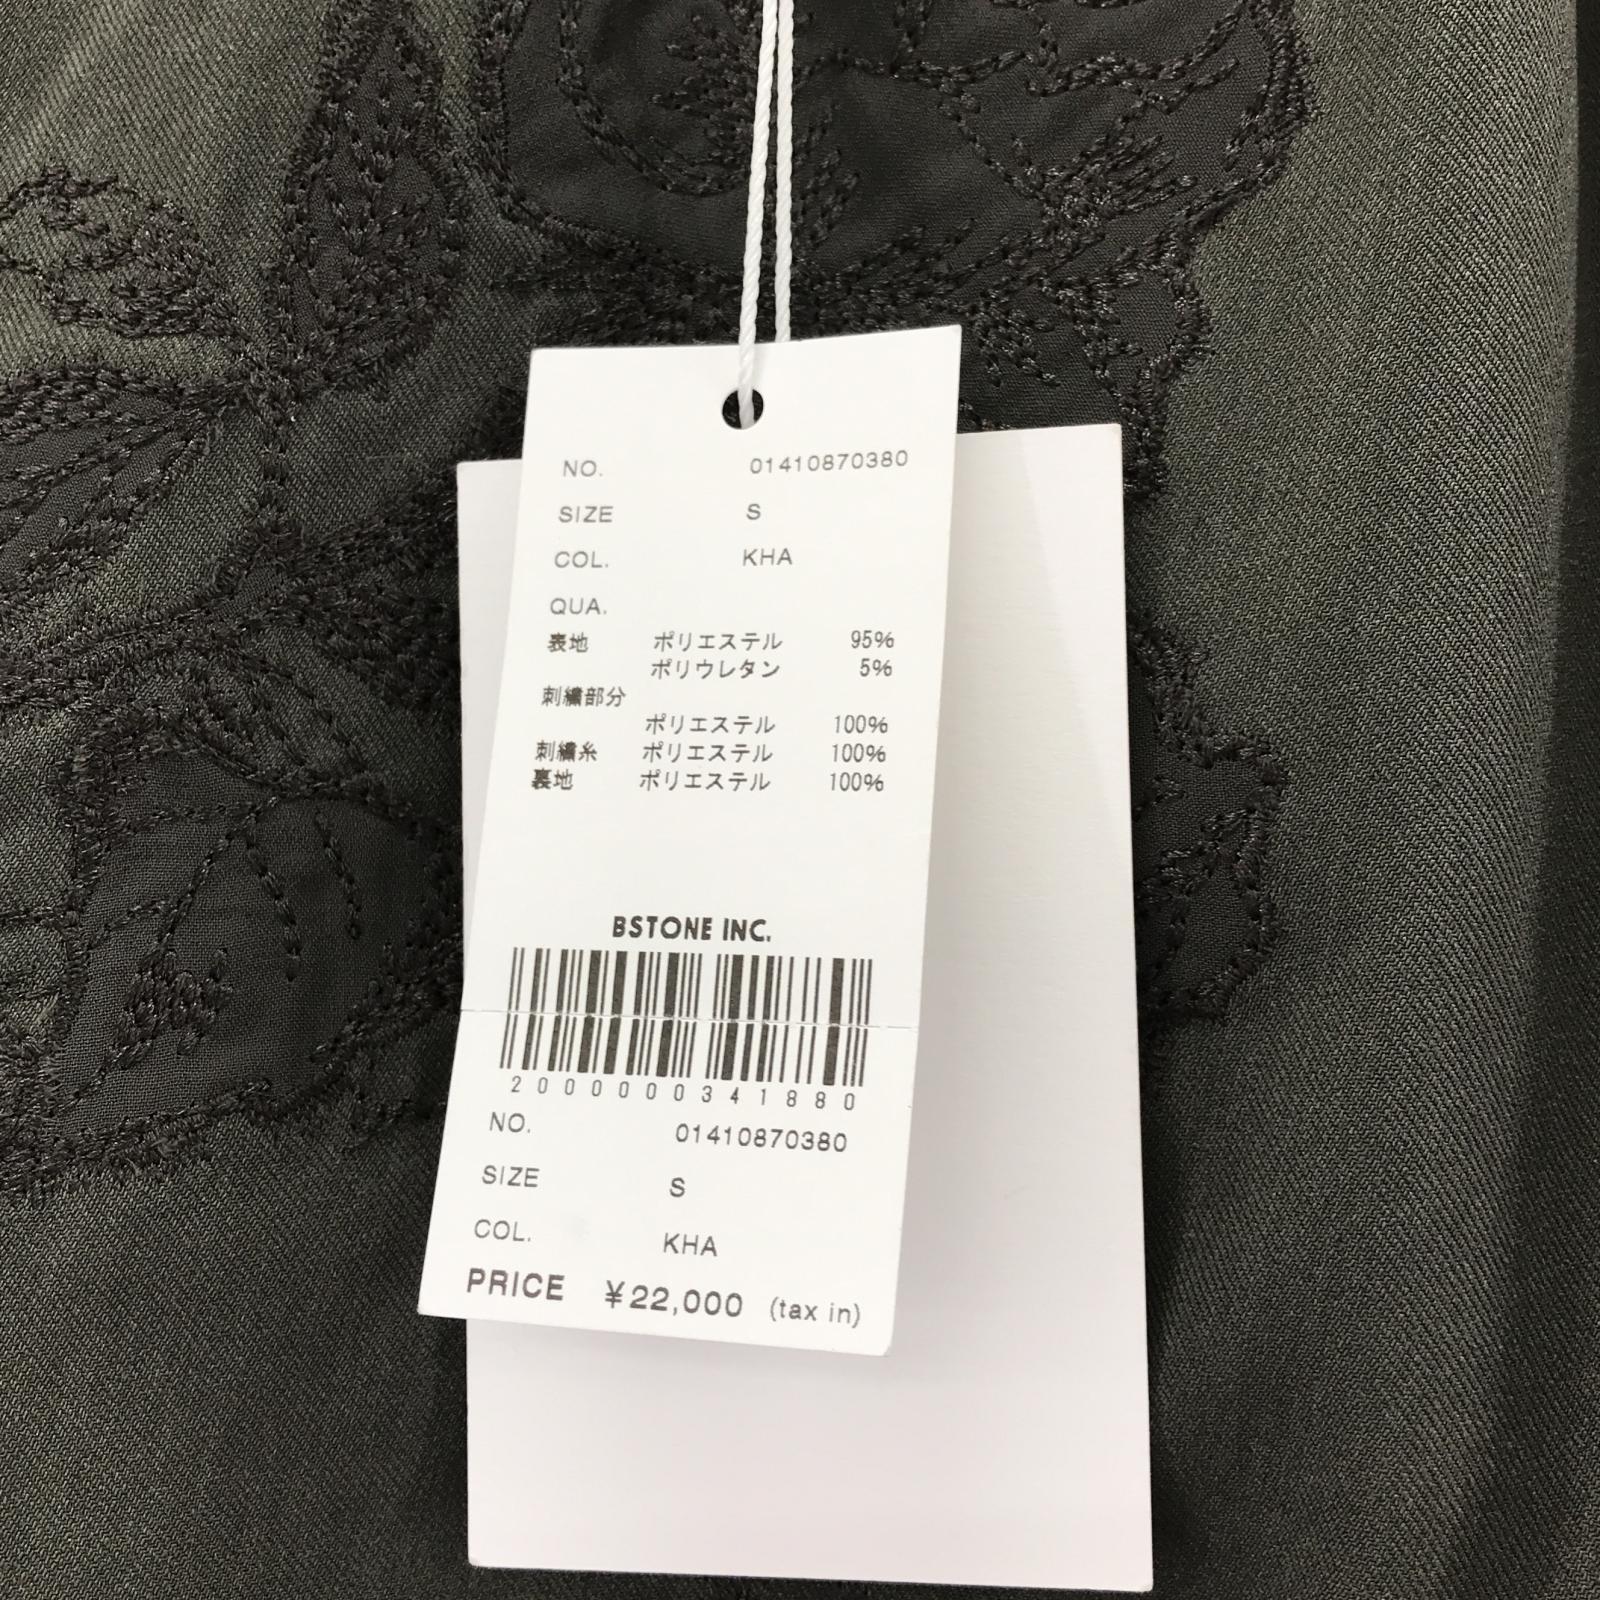 NO. 01410870380
SIZE S
COL. KHA
QUA.
表地 ポリエステル 95%
ポリウレタン 5%
刺繍部分
ポリエステル 100%
刺繍糸 ポリエステル 100%
裏地 ポリエステル 100%
BSTONE INC.
2000000341880
NO. 01410870380
SIZE S
COL. KHA
PRICE ¥22,000 (tax in)